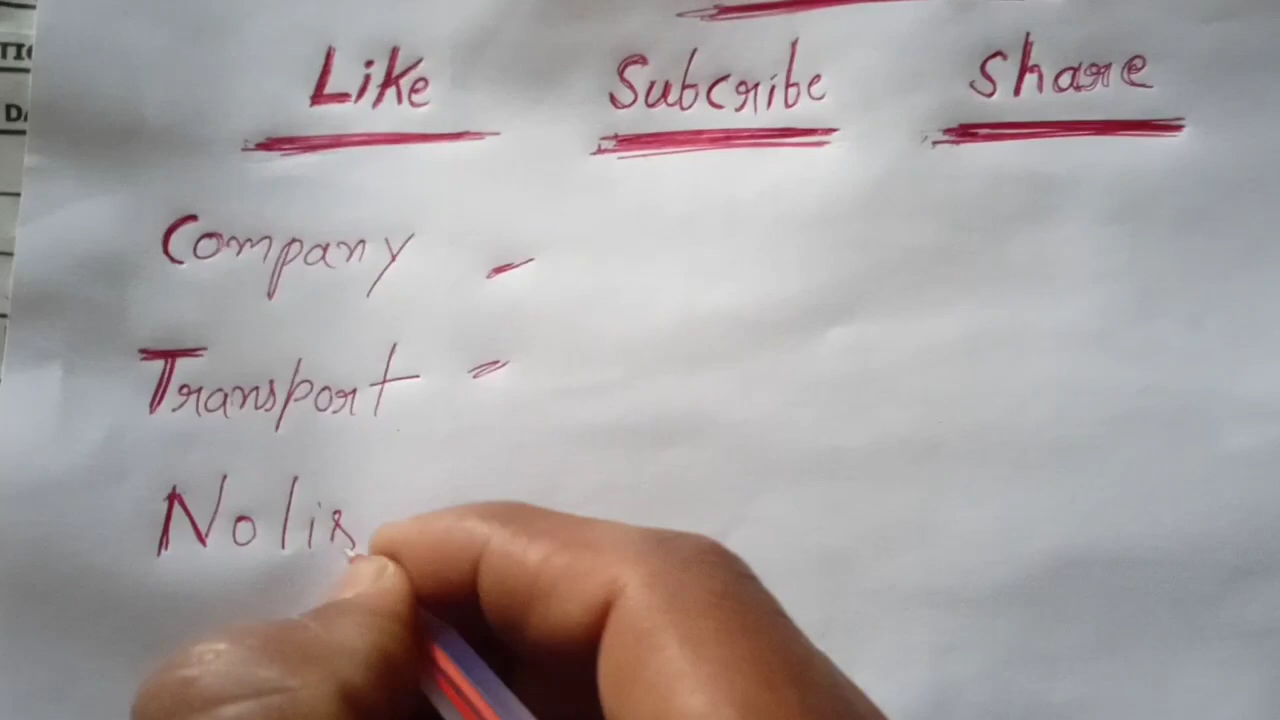 Like Subcribe Share
Company -
Transport =
Nolis